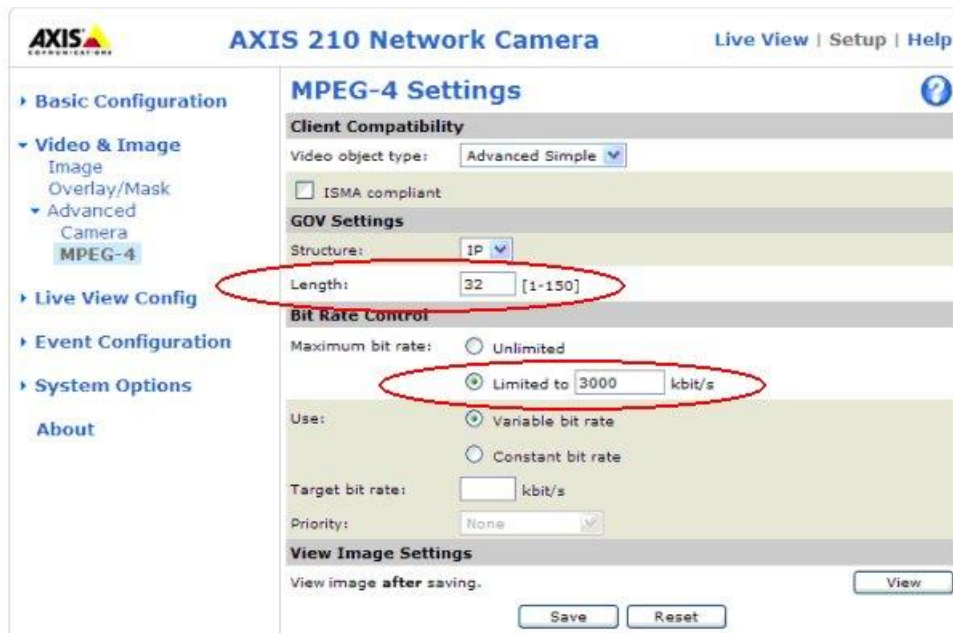 AXIS
COMMUNICATIONS
AXIS 210 Network Camera
Live View | Setup | Help
Basic Configuration
Video & Image
Image
Overlay/Mask
Advanced
Camera
MPEG-4
Live View Config
Event Configuration
System Options
About
MPEG-4 Settings
?
Client Compatibility
Video object type: Advanced Simple
ISMA compliant
GOV Settings
Structure: IP
Length: 32 [1-150]
Bit Rate Control
Maximum bit rate: Unlimited
Limited to 3000 kbit/s
Use: Variable bit rate
Constant bit rate
Target bit rate: kbit/s
Priority: None
View Image Settings
View image after saving. View
Save Reset